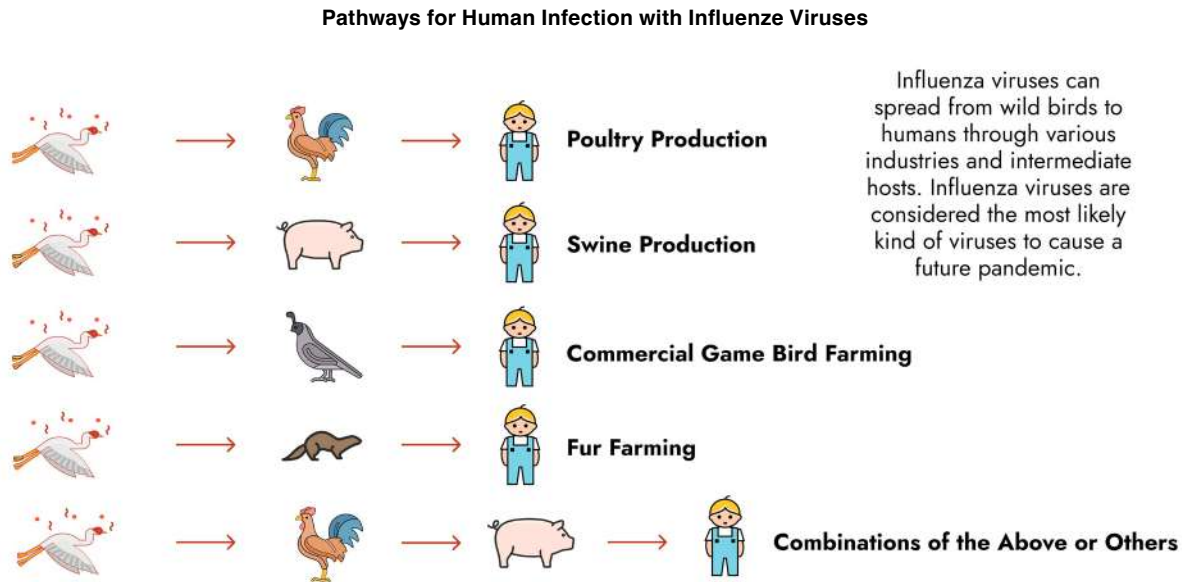 Pathways for Human Infection with Influenze Viruses
Influenza viruses can
spread from wild birds to
humans through various
industries and intermediate
hosts. Influenza viruses are
considered the most likely
kind of viruses to cause a
future pandemic.
Poultry Production
Swine Production
Commercial Game Bird Farming
Fur Farming
Combinations of the Above or Others